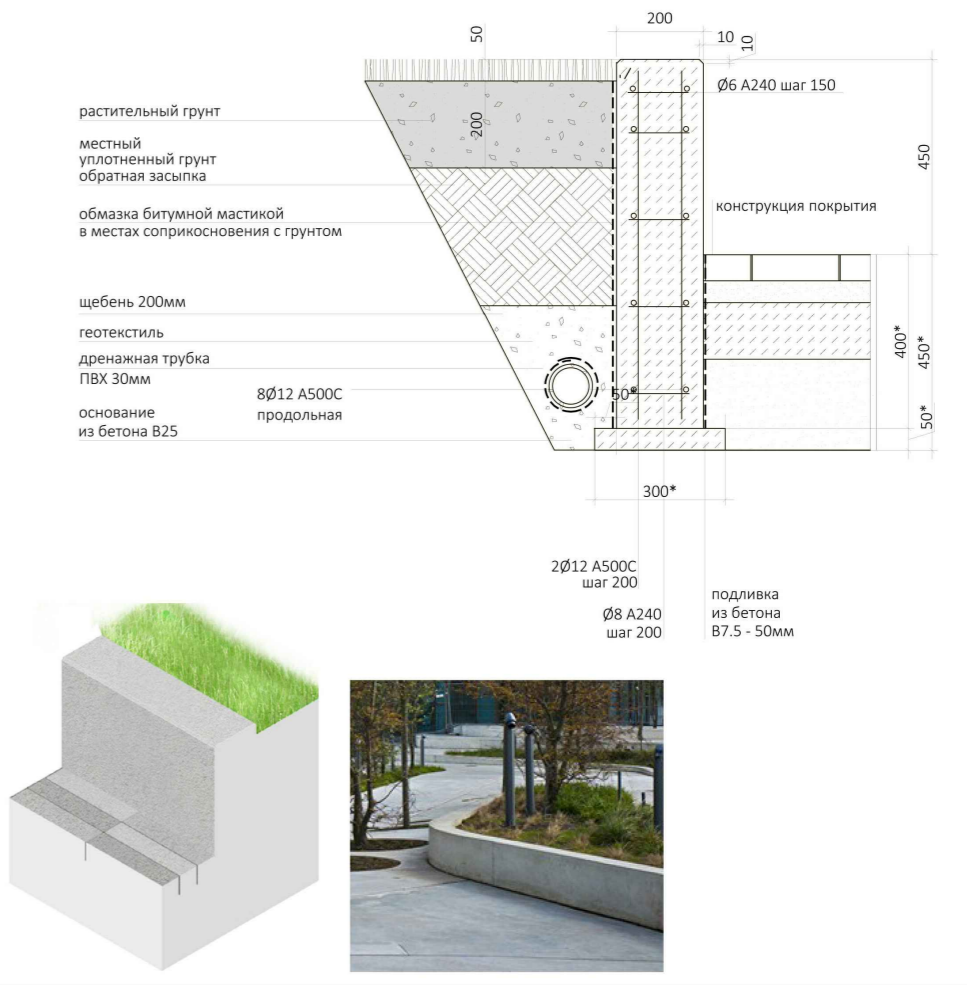 200
50
10
10
Ø6 А240 шаг 150
растительный грунт
200
местный
уплотненный грунт
обратная засыпка
450
обмазка битумной мастикой
в местах соприкосновения с грунтом
конструкция покрытия
щебень 200мм
геотекстиль
дренажная трубка
ПВХ 30мм
400*
450*
8Ø12 А500С
продольная
50*
основание
из бетона В25
50*
300*
2Ø12 А500С
шаг 200
Ø8 А240
шаг 200
подливка
из бетона
В7.5 - 50мм